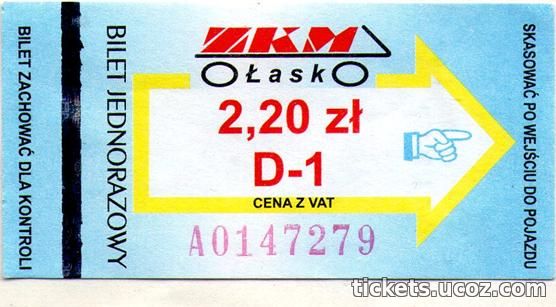 BILET ZACHOWAĆ DLA KONTROLI
BILET JEDNORAZOWY
ZKM
Łask
2,20 zł
D-1
CENA Z VAT
A0147279
SKASOWAĆ PO WEJŚCIU DO POJAZDU
tickets.ucoz.com